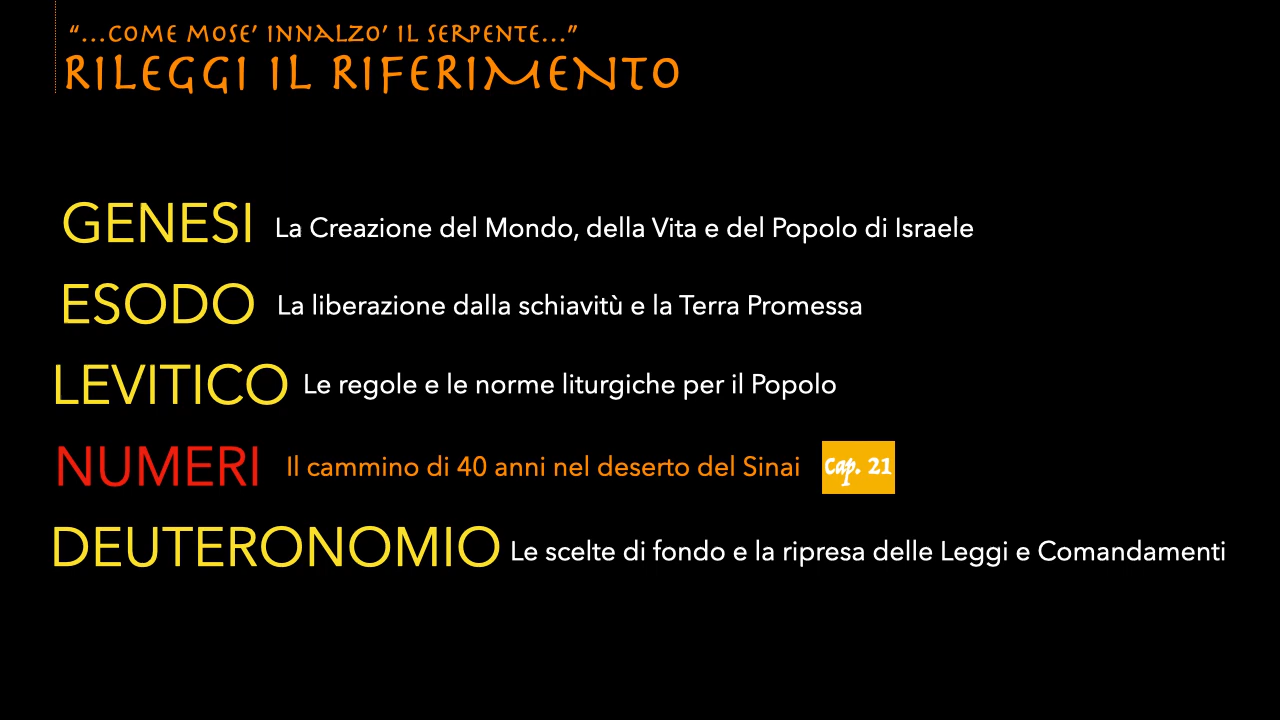 “...COME MOSE’ INNALZO’ IL SERPENTE...”
RILEGGI IL RIFERIMENTO
GENESI La Creazione del Mondo, della Vita e del Popolo di Israele
ESODO La liberazione dalla schiavitù e la Terra Promessa
LEVITICO Le regole e le norme liturgiche per il Popolo
NUMERI Il cammino di 40 anni nel deserto del Sinai Cap. 21
DEUTERONOMIO Le scelte di fondo e la ripresa delle Leggi e Comandamenti